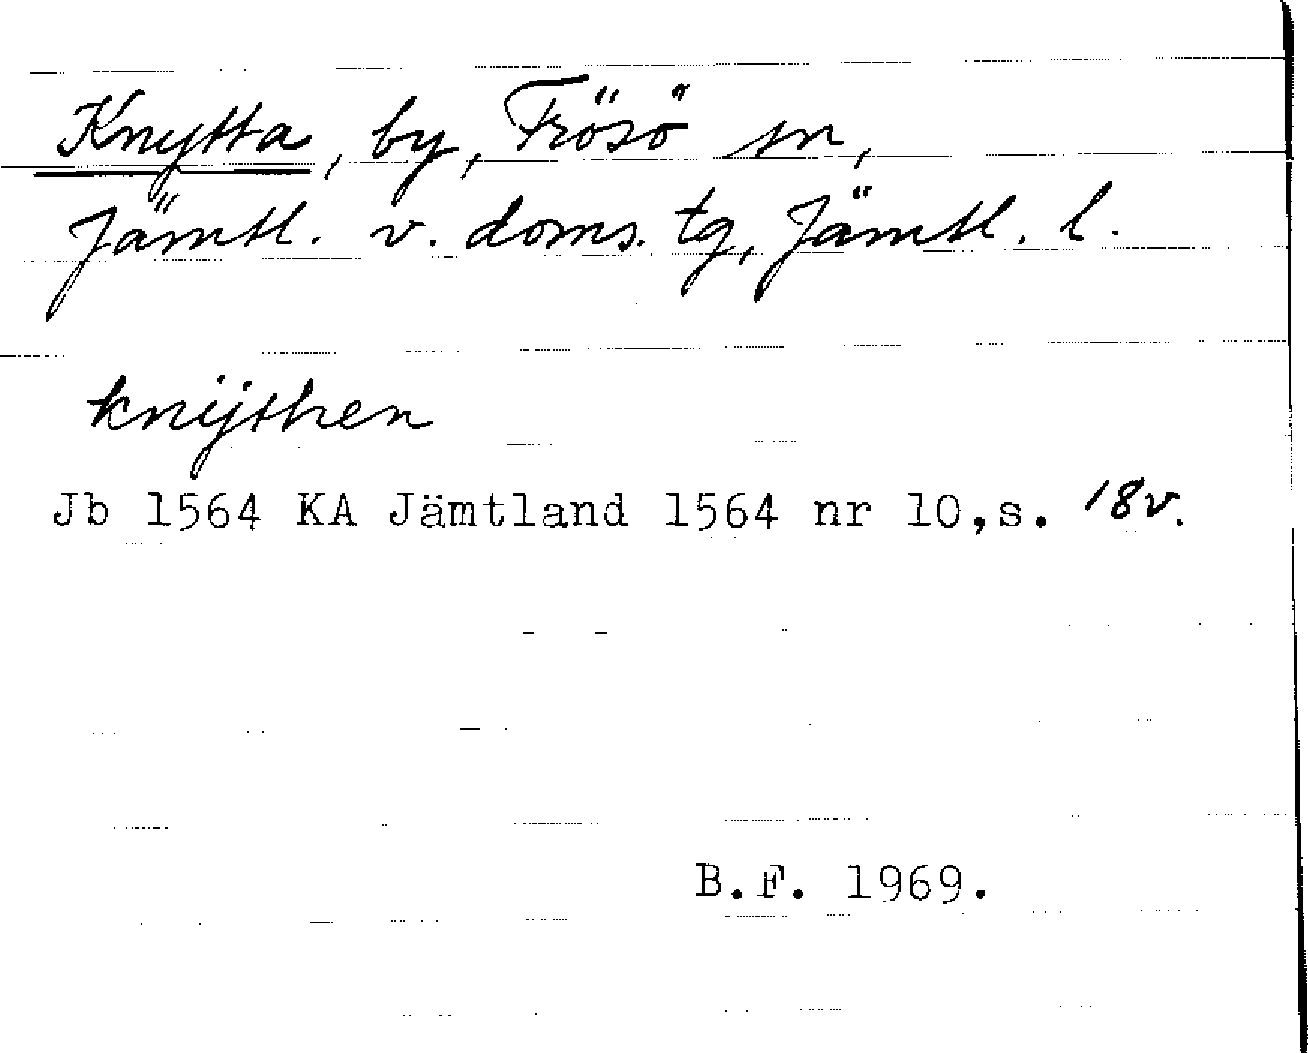 Knytta, by, Frösö sn,
Jämtl. v. doms. tg, Jämtl. l.
knijthen
Jb 1564 KA Jämtland 1564 nr 10,s. 18v.
B.F. 1969.